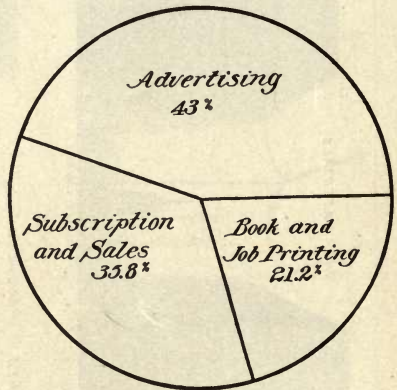 Advertising
43%
Subscription
and Sales
35.8%
Book and
Job Printing
21.2%